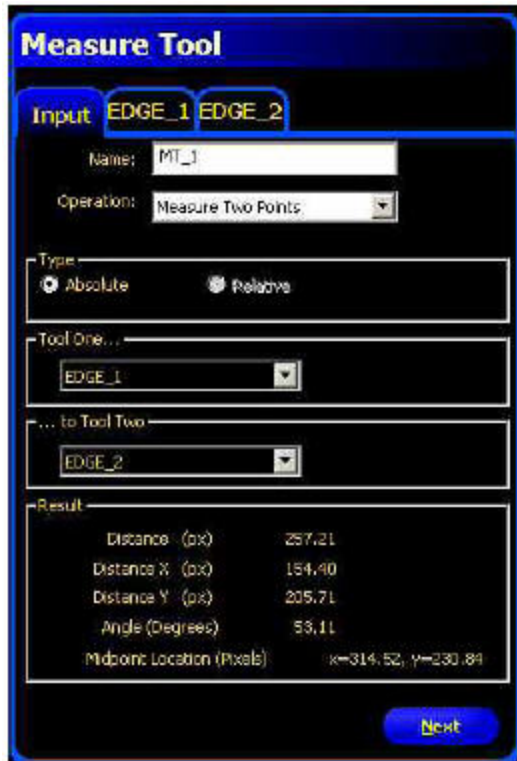 Measure Tool
Input EDGE_1 EDGE_2
Name: MT_1
Operation: Measure Two Points
Type
Absolute Relative
Tool One...
EDGE_1
... to Tool Two
EDGE_2
Result
Distance (px) 257.21
Distance X (px) 154.40
Distance Y (px) 205.71
Angle (Degrees) 53.11
Midpoint Location (Pixels) x=314.52, y=230.84
Next